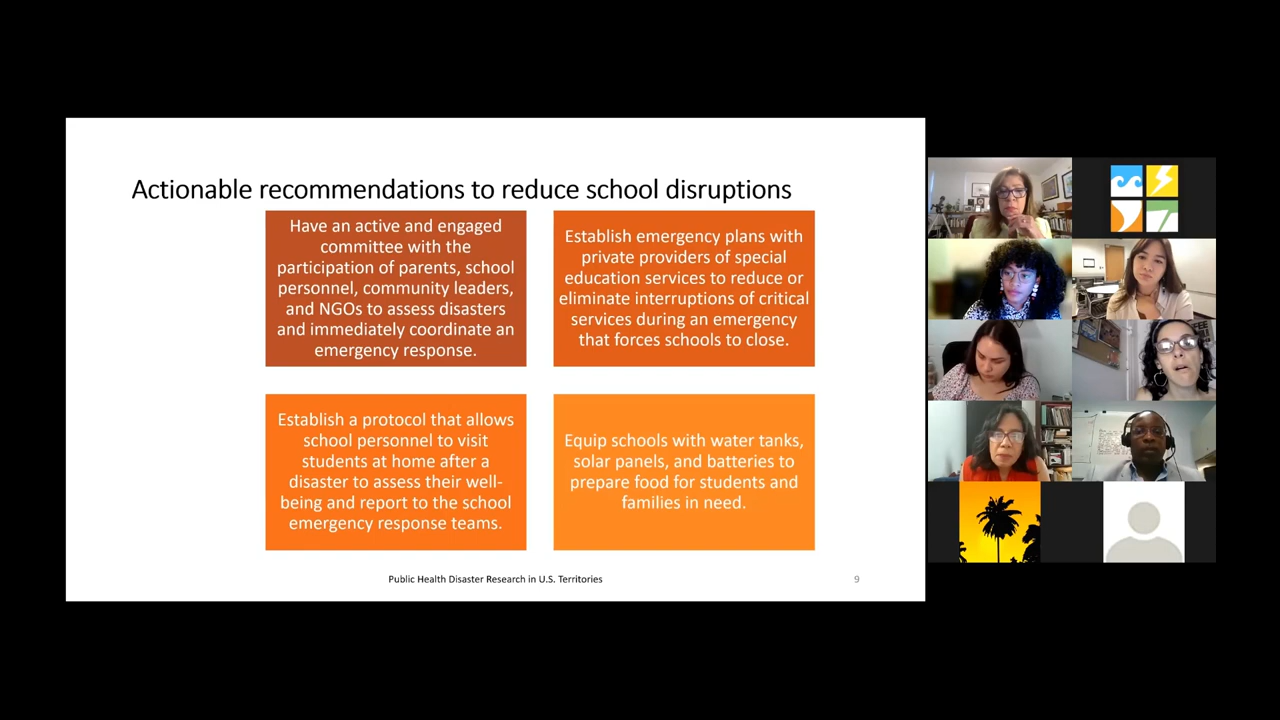 Actionable recommendations to reduce school disruptions
Have an active and engaged
committee with the
participation of parents, school
personnel, community leaders,
and NGOs to assess disasters
and immediately coordinate an
emergency response.
Establish emergency plans with
private providers of special
education services to reduce or
eliminate interruptions of critical
services during an emergency
that forces schools to close.
Establish a protocol that allows
school personnel to visit
students at home after a
disaster to assess their well-
being and report to the school
emergency response teams.
Equip schools with water tanks,
solar panels, and batteries to
prepare food for students and
families in need.
Public Health Disaster Research in U.S. Territories
9